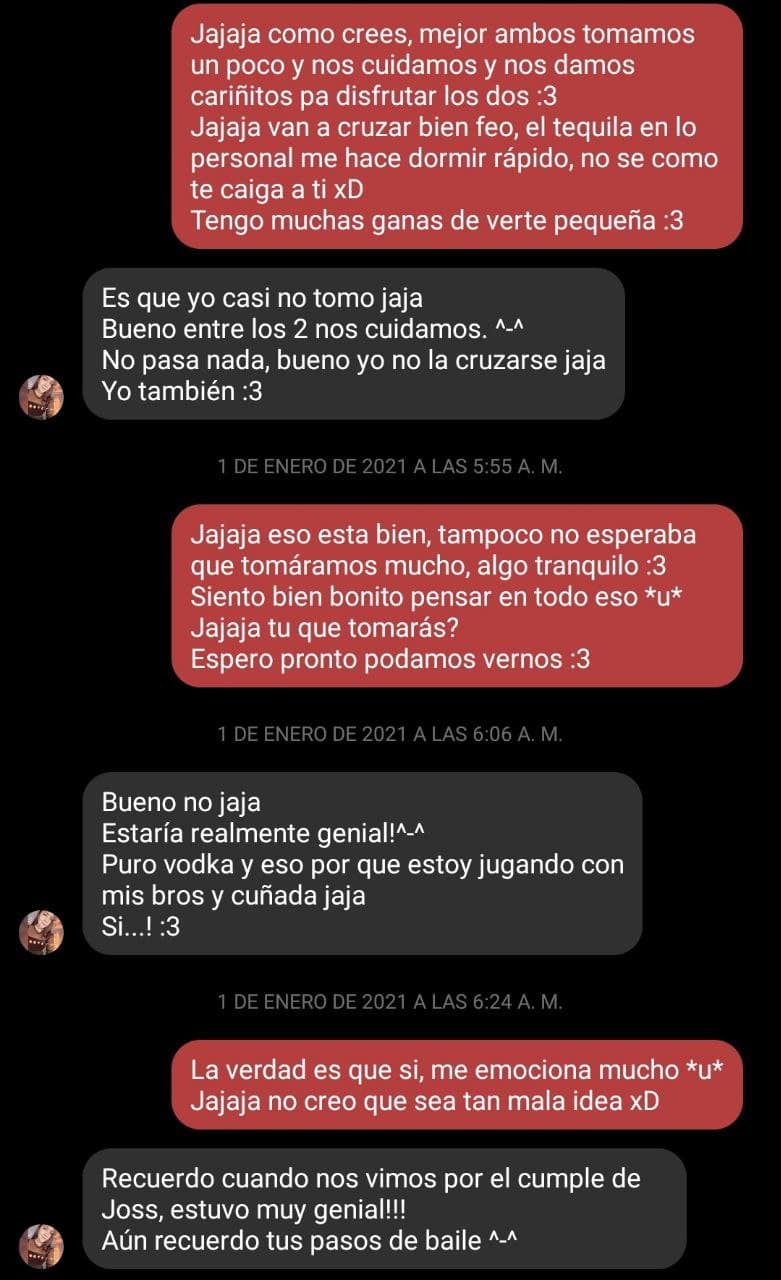 Jajaja como crees, mejor ambos tomamos
un poco y nos cuidamos y nos damos
cariñitos pa disfrutar los dos :3
Jajaja van a cruzar bien feo, el tequila en lo
personal me hace dormir rápido, no se como
te caiga a ti xD
Tengo muchas ganas de verte pequeña :3
Es que yo casi no tomo jaja
Bueno entre los 2 nos cuidamos. ^-^
No pasa nada, bueno yo no la cruzarse jaja
Yo también :3
1 DE ENERO DE 2021 A LAS 5:55 A. M.
Jajaja eso esta bien, tampoco no esperaba
que tomáramos mucho, algo tranquilo :3
Siento bien bonito pensar en todo eso *u*
Jajaja tu que tomarás?
Espero pronto podamos vernos :3
1 DE ENERO DE 2021 A LAS 6:06 A. M.
Bueno no jaja
Estaría realmente genial!^-^
Puro vodka y eso por que estoy jugando con
mis bros y cuñada jaja
Si...! :3
1 DE ENERO DE 2021 A LAS 6:24 A. M.
La verdad es que si, me emociona mucho *u*
Jajaja no creo que sea tan mala idea xD
Recuerdo cuando nos vimos por el cumple de
Joss, estuvo muy genial!!!
Aún recuerdo tus pasos de baile ^-^